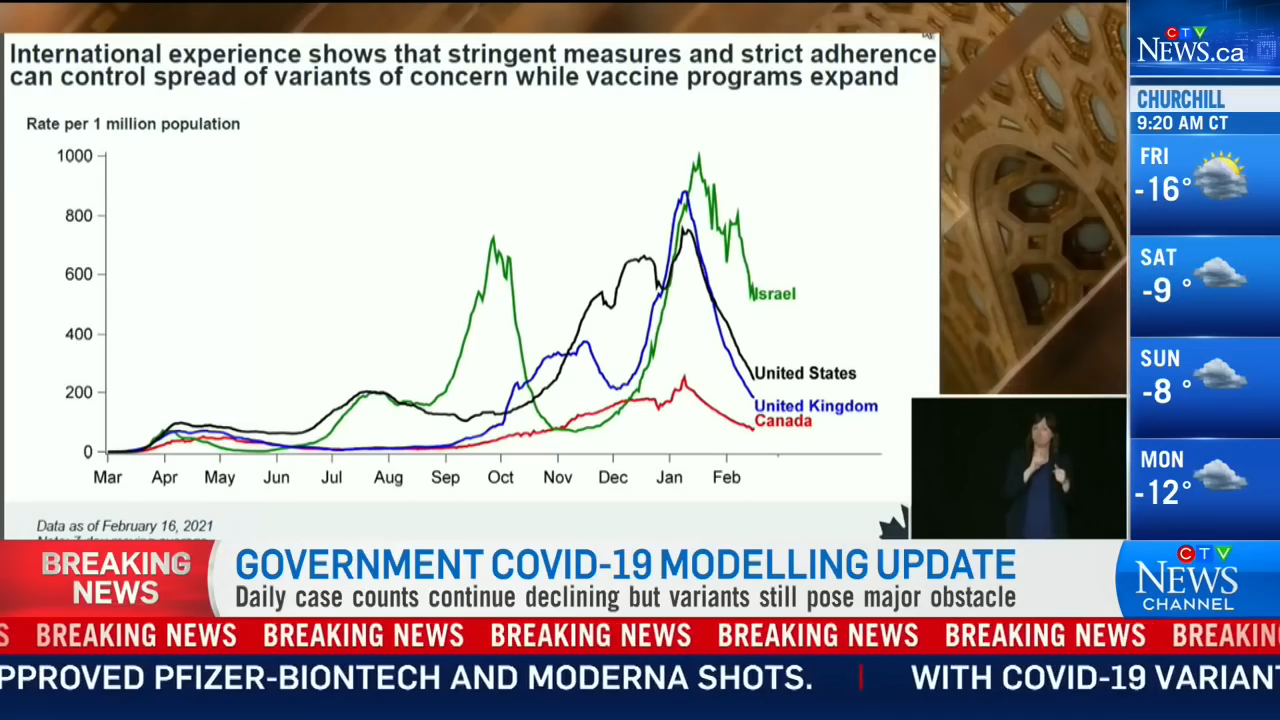 International experience shows that stringent measures and strict adherence
can control spread of variants of concern while vaccine programs expand
Rate per 1 million population
1000
800
600
400
200
0
Mar Apr May Jun Jul Aug Sep Oct Nov Dec Jan Feb
Israel
United States
United Kingdom
Canada
Data as of February 16, 2021
CTV
NEWS.ca
CHURCHILL
9:20 AM CT
FRI
-16°
SAT
-9°
SUN
-8°
MON
-12°
BREAKING
NEWS
GOVERNMENT COVID-19 MODELLING UPDATE
Daily case counts continue declining but variants still pose major obstacle
CTV
NEWS
CHANNEL
S BREAKING NEWS BREAKING NEWS BREAKING NEWS BREAKING NEWS BREAKING NEWS BREAKIN
PPROVED PFIZER-BIONTECH AND MODERNA SHOTS. | WITH COVID-19 VARIAN